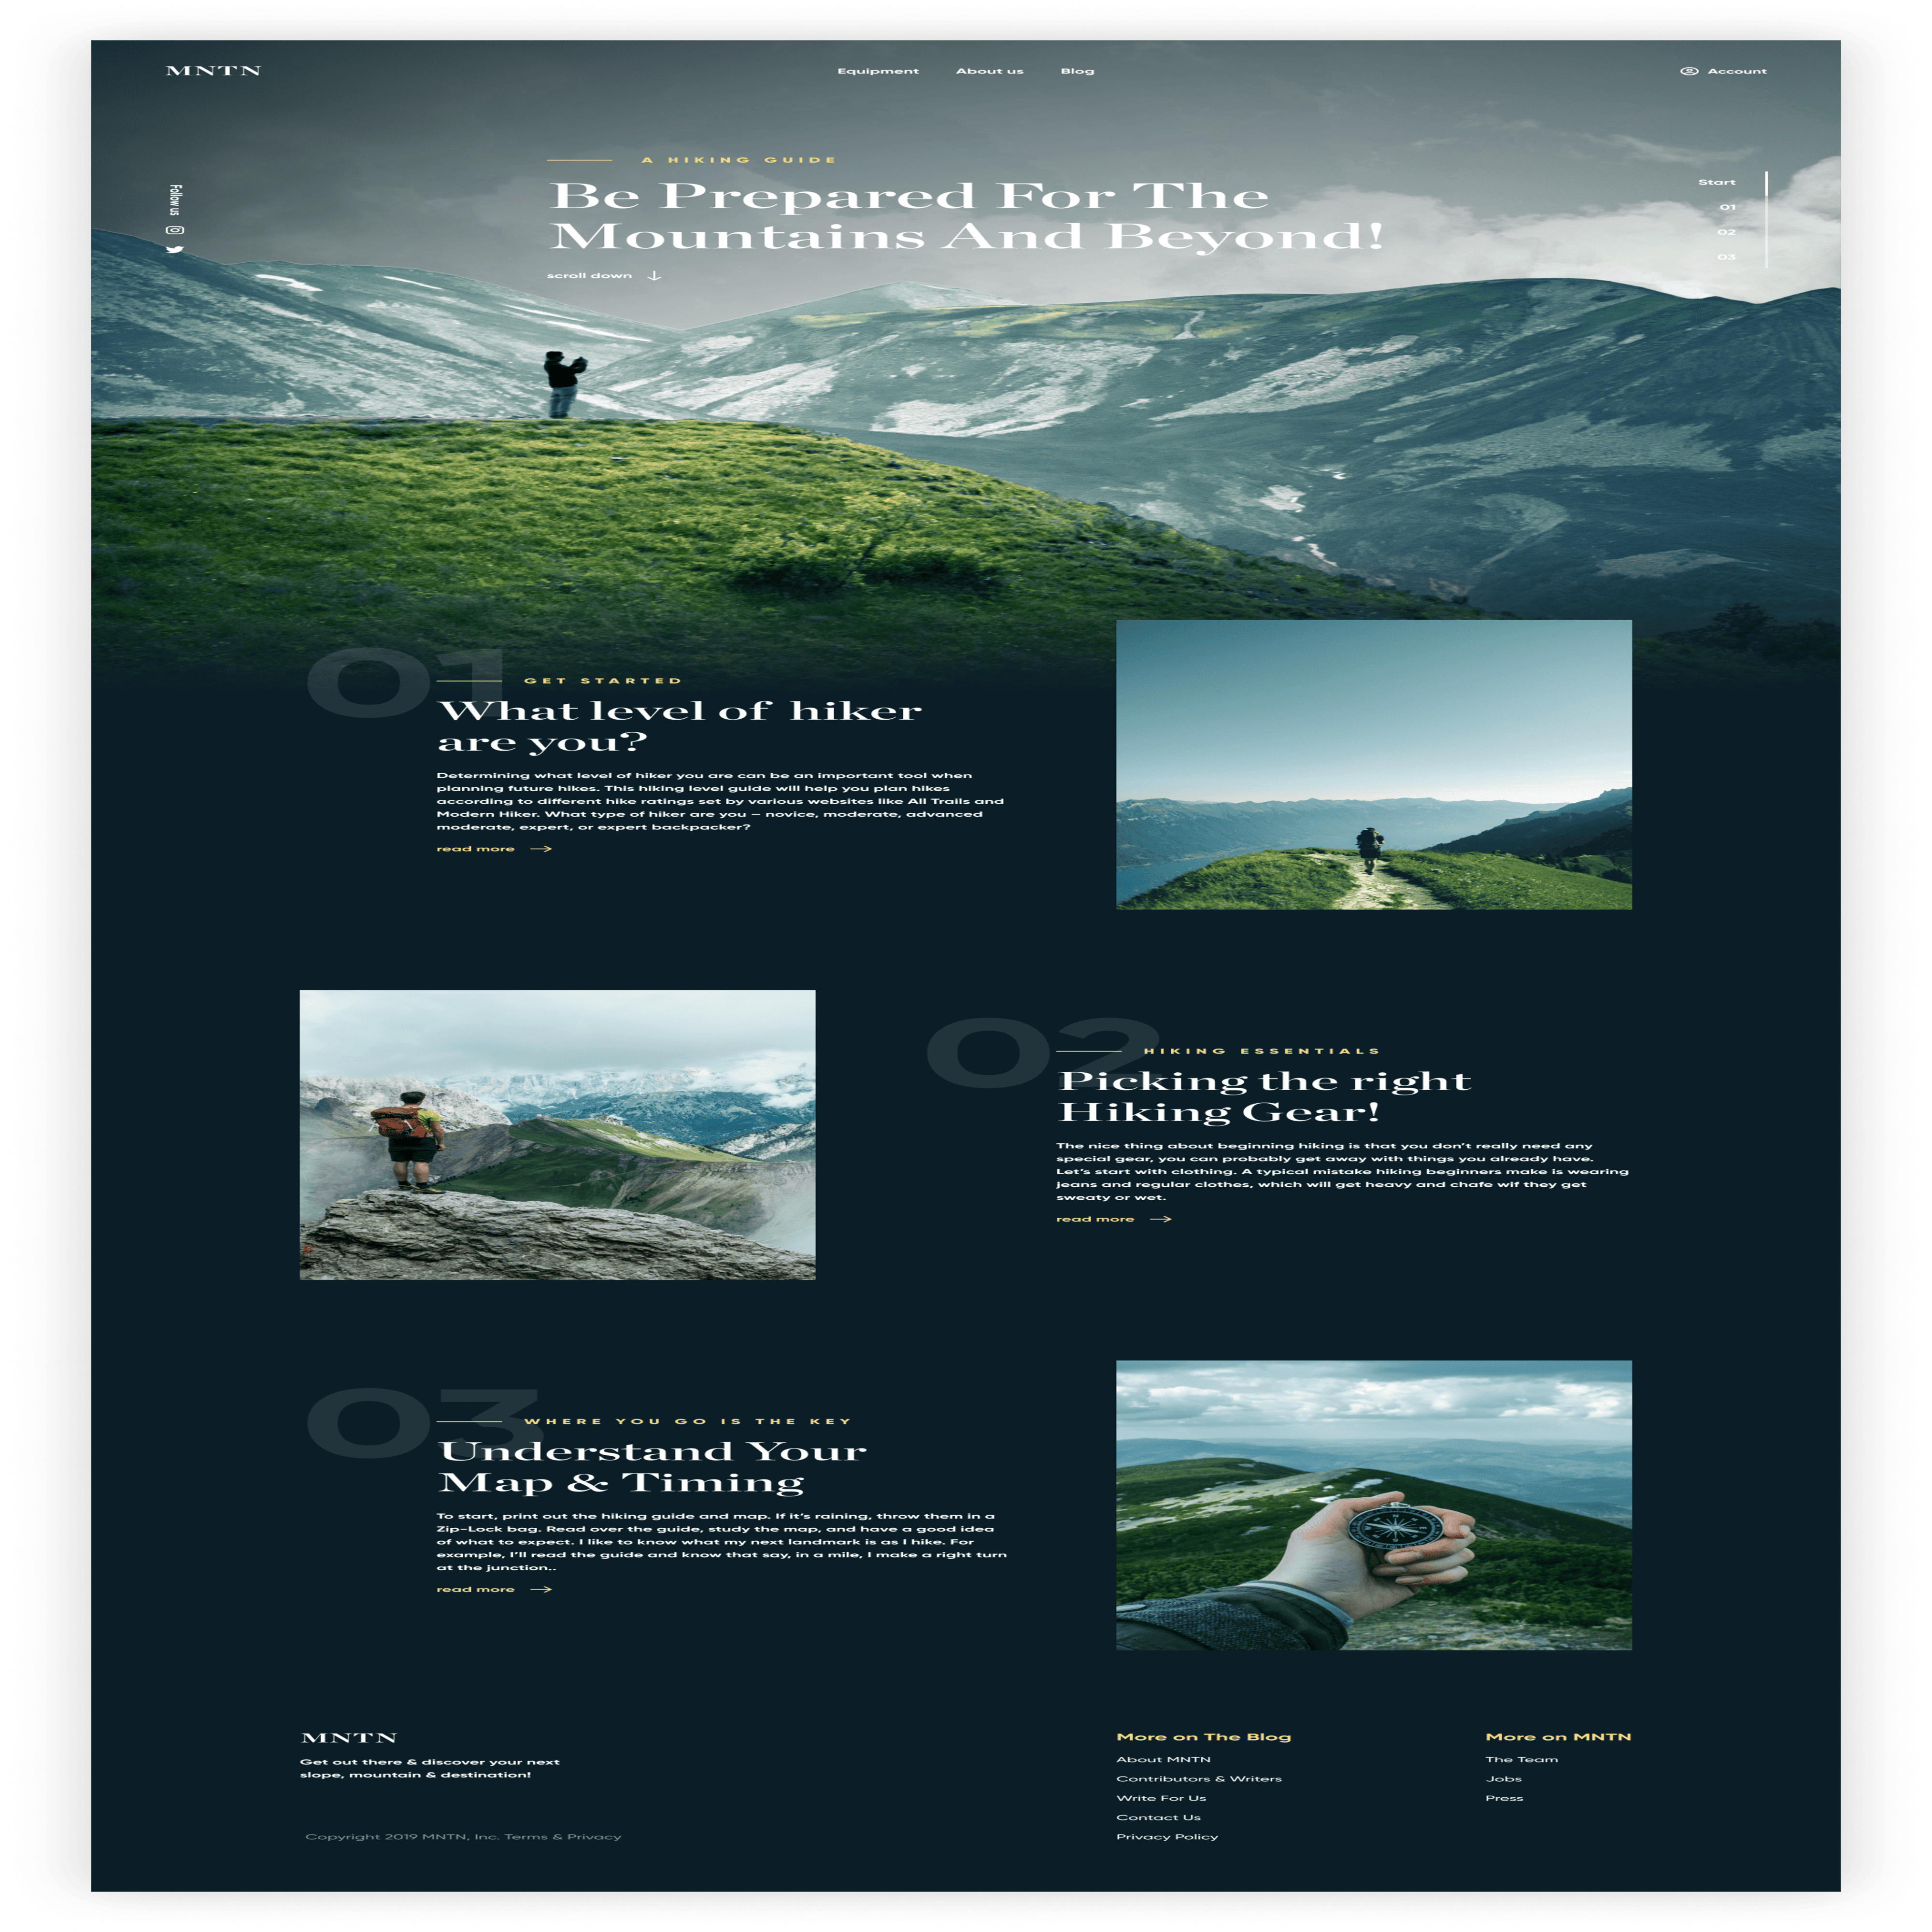 MNTN
Equipment
About us
Blog
Account
A HIKING GUIDE
Be Prepared For The
Mountains And Beyond!
scroll down
Follow us
Start
01
02
03
01
GET STARTED
What level of hiker
are you?
Determining what level of hiker you are can be an important tool when
planning future hikes. This hiking level guide will help you plan hikes
according to different hike ratings set by various websites like All Trails and
Modern Hiker. What type of hiker are you – novice, moderate, advanced
moderate, expert, or expert backpacker?
read more
02
HIKING ESSENTIALS
Picking the right
Hiking Gear!
The nice thing about beginning hiking is that you don't really need any
special gear, you can probably get away with things you already have.
Let's start with clothing. A typical mistake hiking beginners make is wearing
jeans and regular clothes, which will get heavy and chafe wif they get
sweaty or wet.
read more
03
WHERE YOU GO IS THE KEY
Understand Your
Map & Timing
To start, print out the hiking guide and map. If it's raining, throw them in a
Zip-Lock bag. Read over the guide, study the map, and have a good idea
of what to expect. I like to know what my next landmark is as I hike. For
example, I'll read the guide and know that say, in a mile, I make a right turn
at the junction..
read more
MNTN
Get out there & discover your next
slope, mountain & destination!
Copyright 2019 MNTN, Inc. Terms & Privacy
More on The Blog
About MNTN
Contributors & Writers
Write For Us
Contact Us
Privacy Policy
More on MNTN
The Team
Jobs
Press